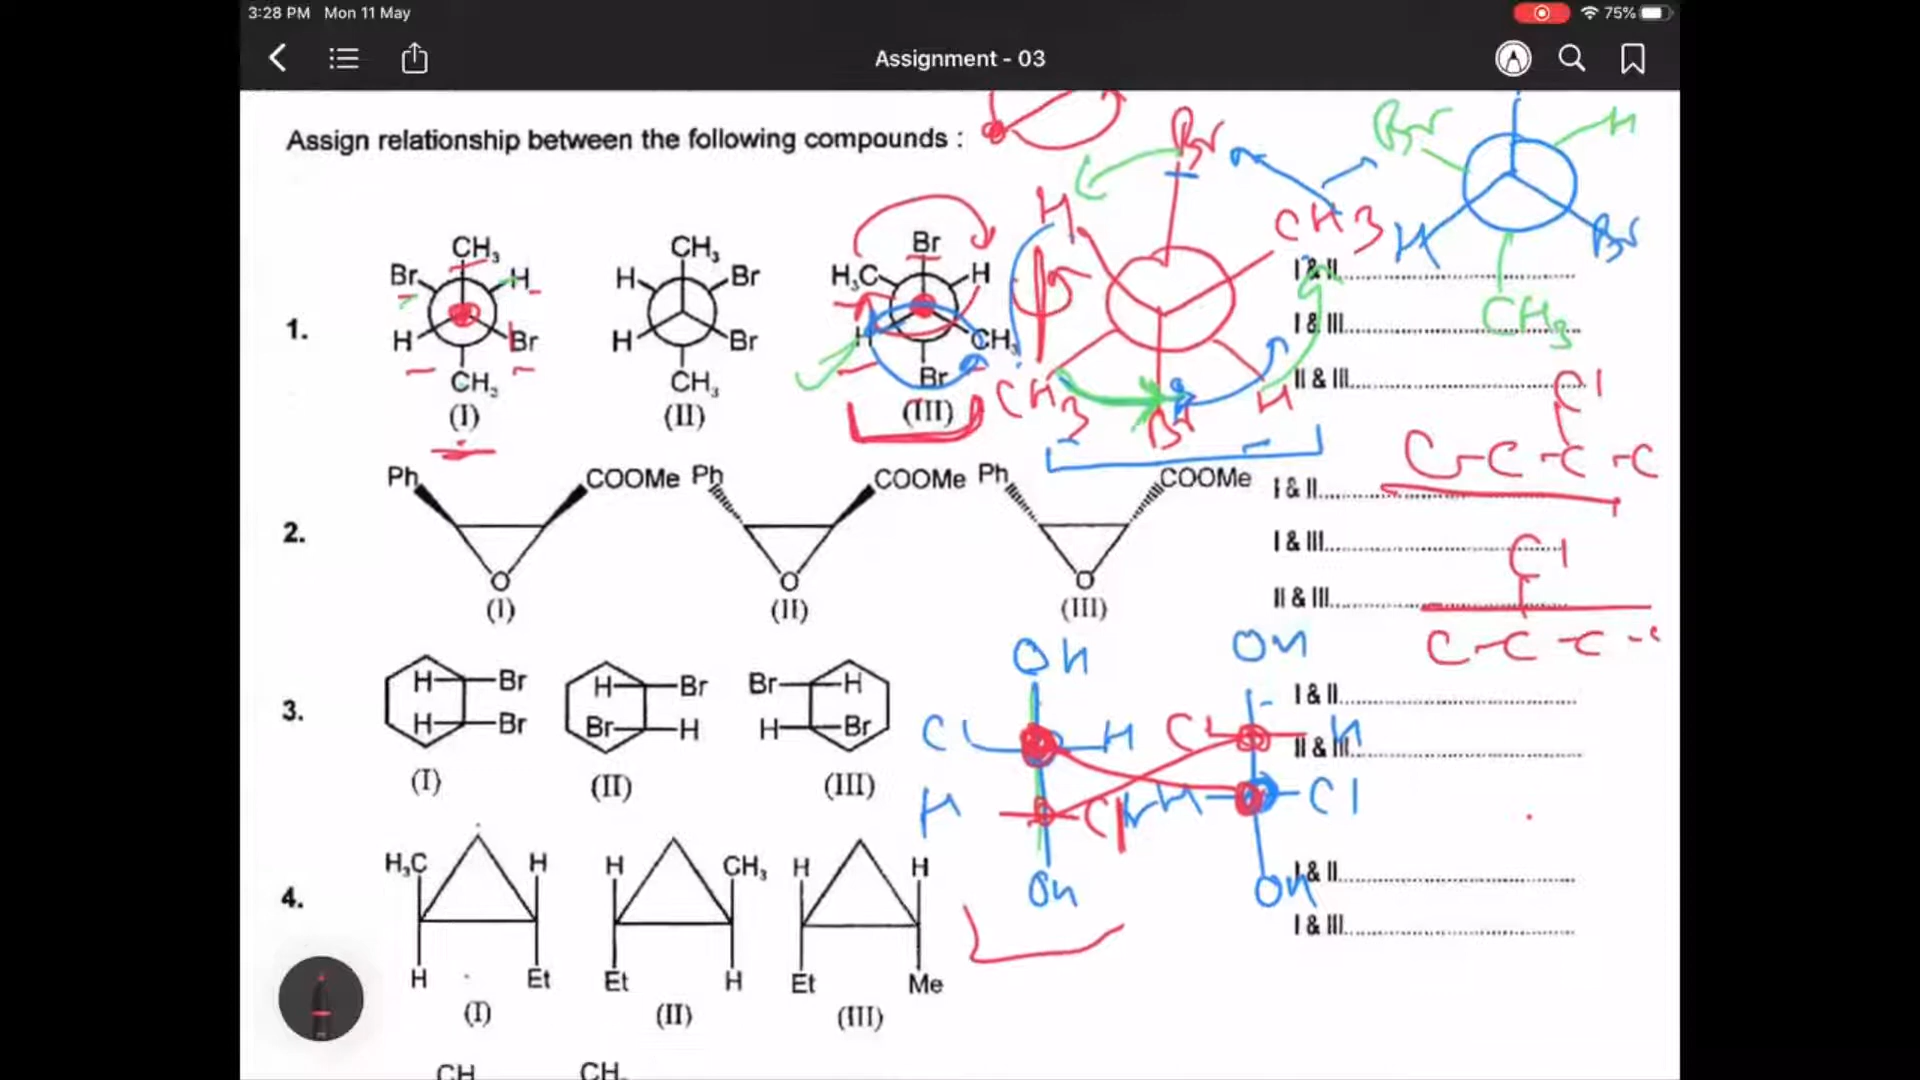 3:28 PM Mon 11 May
75%
Assignment - 03
Assign relationship between the following compounds :
1.
CH₃
Br
H
H
Br
CH₃
(I)
CH₃
H
Br
H
Br
CH₃
(II)
Br
H₃C
H
H
CH₃
Br
(III)
Br
H
CH3
CH3
Br
H
Br
H
H
Br
CH3
I & II
I & III
II & III
2.
Ph
COOMe
O
(I)
Ph
COOMe
O
(II)
Ph
COOMe
O
(III)
I & II
I & III
II & III
Cl
C-C-C-C
Cl
C-C-C-C
3.
H
Br
H
Br
(I)
H
Br
Br
H
(II)
Br
H
H
Br
(III)
I & II
II & III
OH
Cl
H
H
Cl
OH
OH
Cl
H
H
Cl
OH
4.
H₃C
H
H
Et
(I)
H
CH₃
Et
H
(II)
H
H
Et
Me
(III)
I & II
I & III
CH
CH